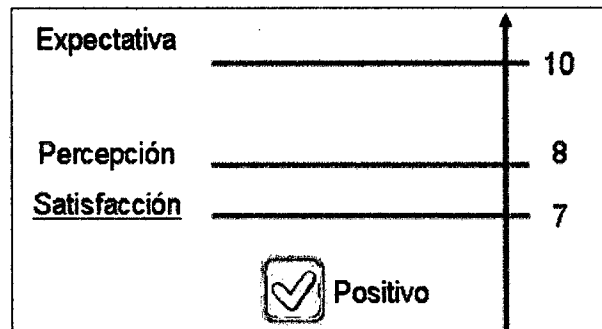 Expectativa
10
Percepción 8
Satisfacción 7
Positivo